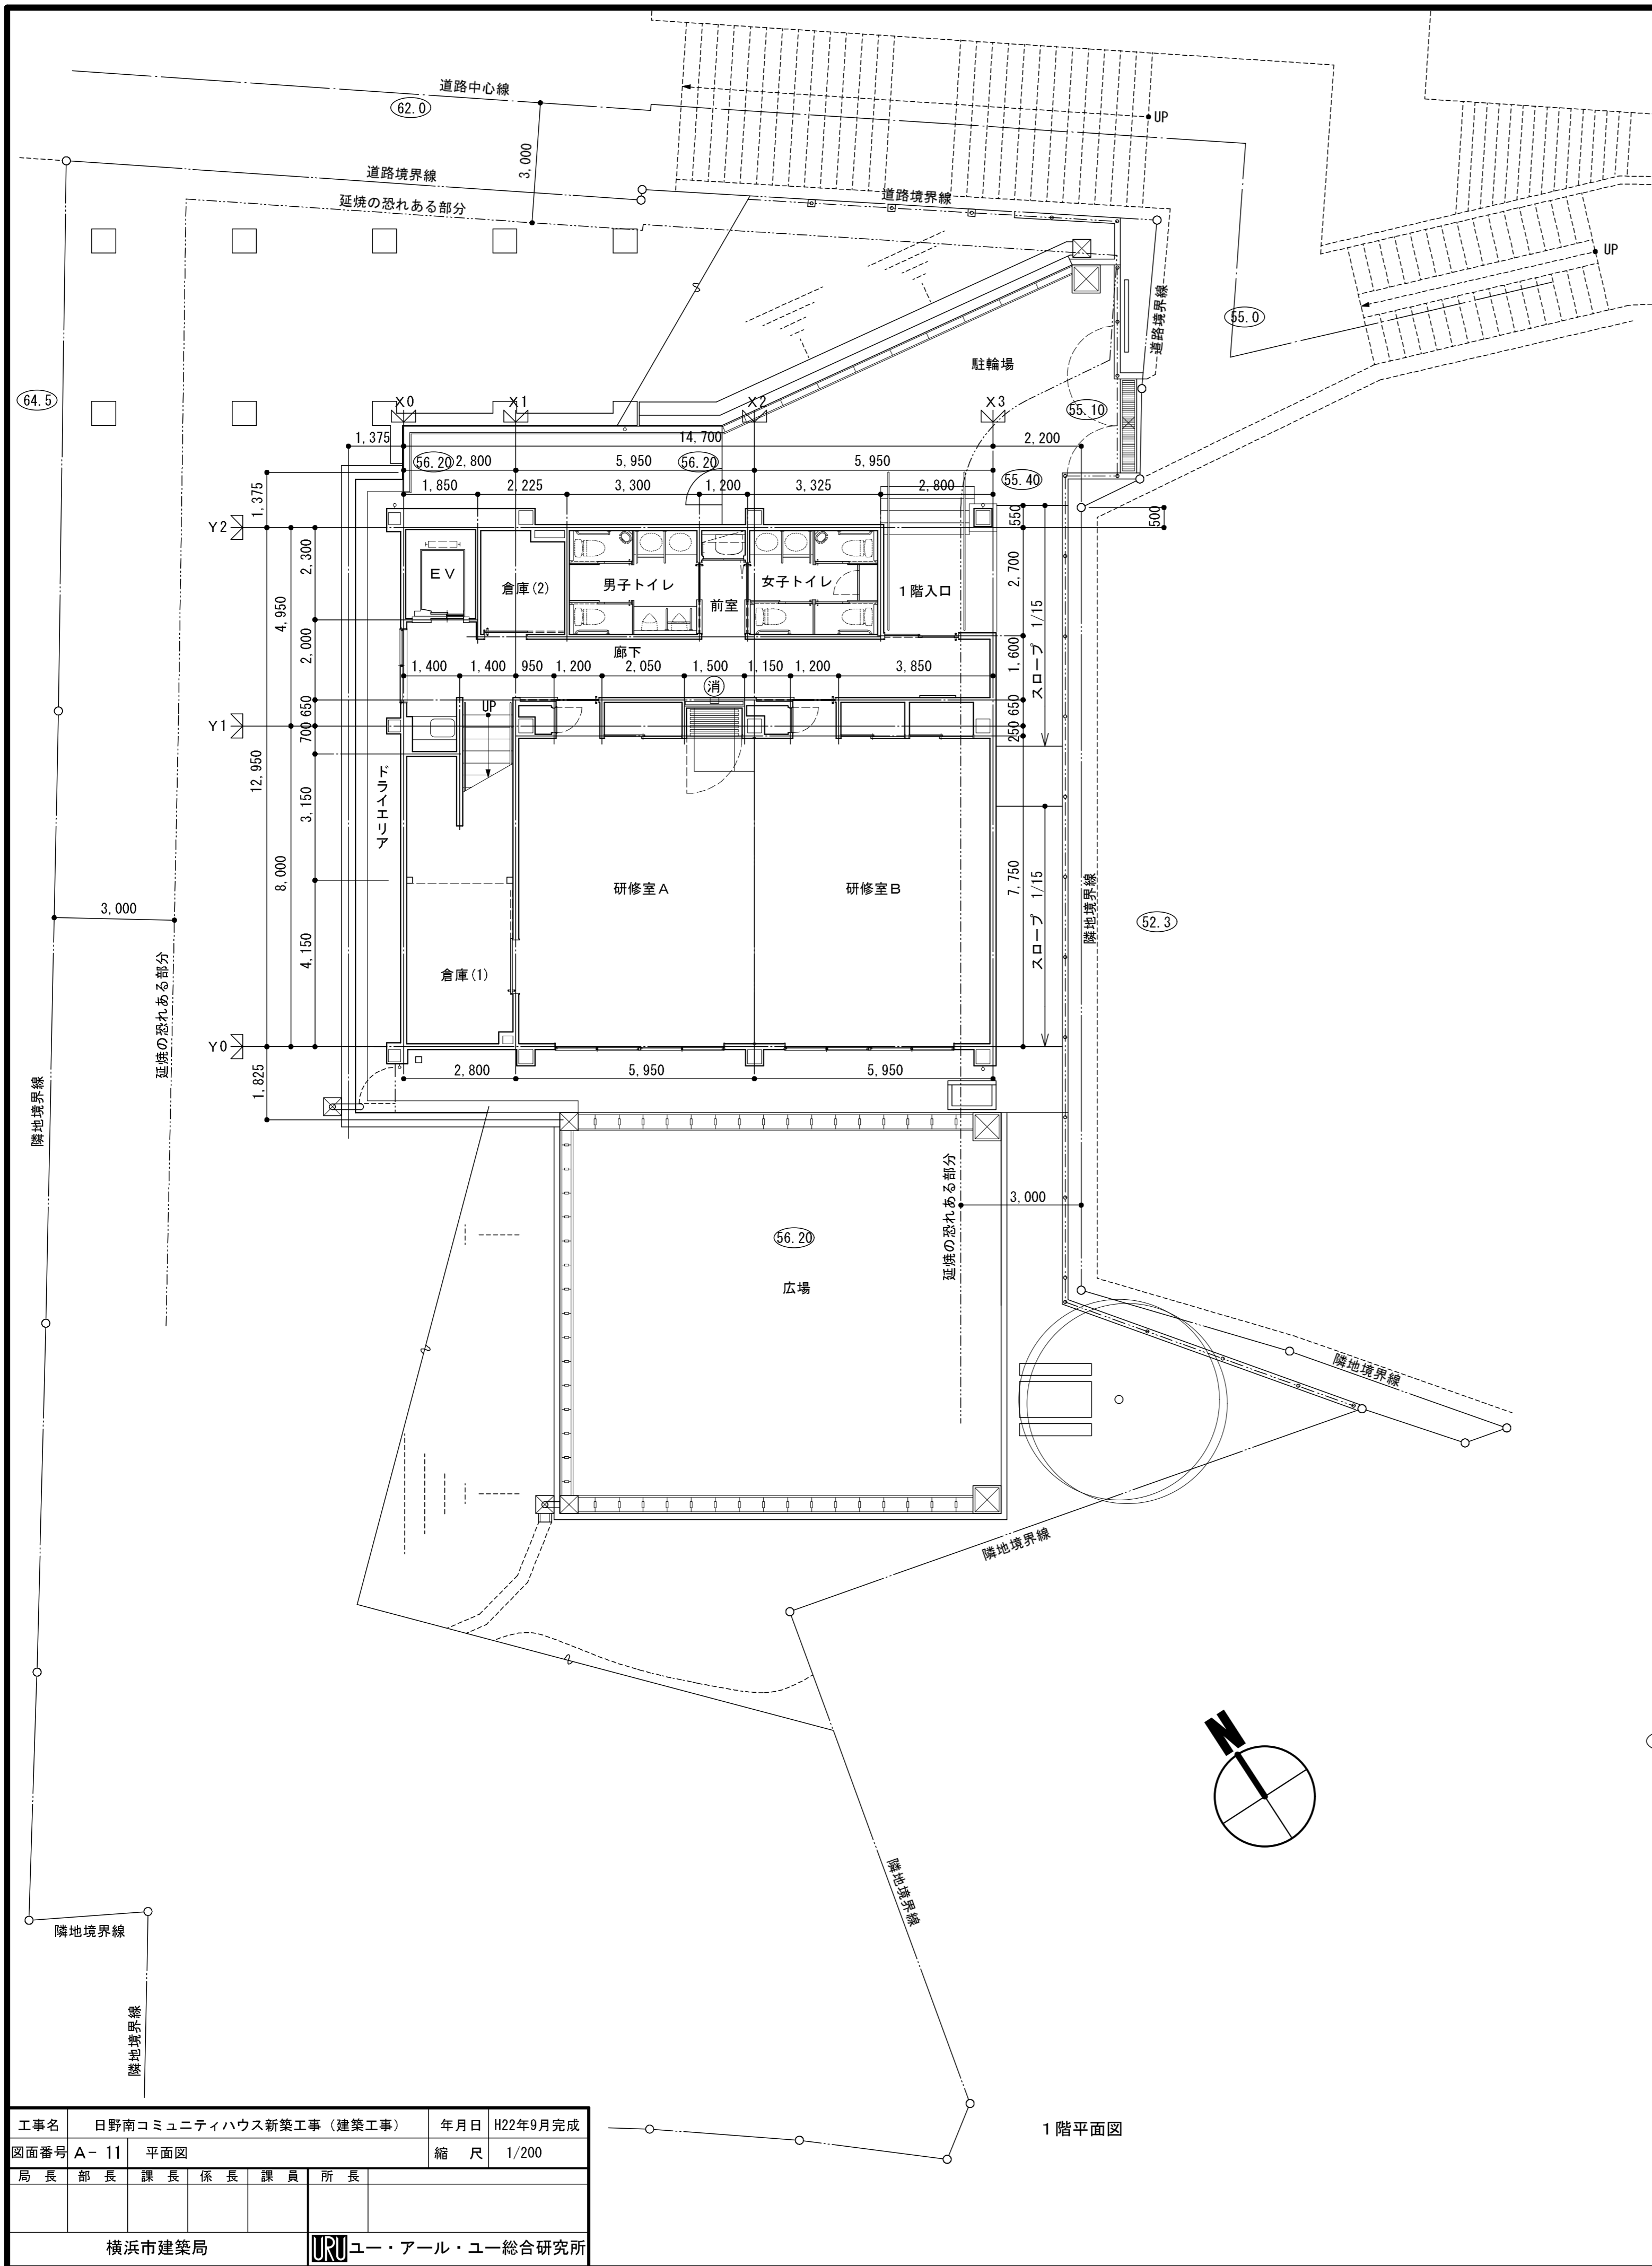 道路中心線
62.0
UP
3,000
道路境界線
道路境界線
延焼の恐れある部分
UP
道路境界線
55.0
駐輪場
64.5
X0
X1
X2
X3
55.10
1,375
14,700
2,200
56.20
2,800
5,950
56.20
5,950
55.40
1,850
2,225
3,300
1,200
3,325
2,800
1,375
550
500
Y2
2,300
EV
倉庫(2)
男子トイレ
前室
女子トイレ
1階入口
2,700
4,950
スロープ 1/15
2,000
廊下
1,600
1,400
1,400
950
1,200
2,050
1,500
1,150
1,200
3,850
消
650
650
UP
Y1
700
250
12,950
ドライエリア
3,150
8,000
研修室A
研修室B
7,750
スロープ 1/15
隣地境界線
52.3
3,000
4,150
倉庫(1)
延焼の恐れある部分
Y0
2,800
5,950
5,950
1,825
隣地境界線
延焼の恐れある部分
3,000
56.20
広場
隣地境界線
隣地境界線
N
隣地境界線
隣地境界線
隣地境界線
1階平面図
工事名 日野南コミュニティハウス新築工事（建築工事） 年月日 H22年9月完成
図面番号 A- 11 平面図 縮 尺 1/200
局 長 部 長 課 長 係 長 課 員 所 長
横浜市建築局 URU ユー・アール・ユー総合研究所